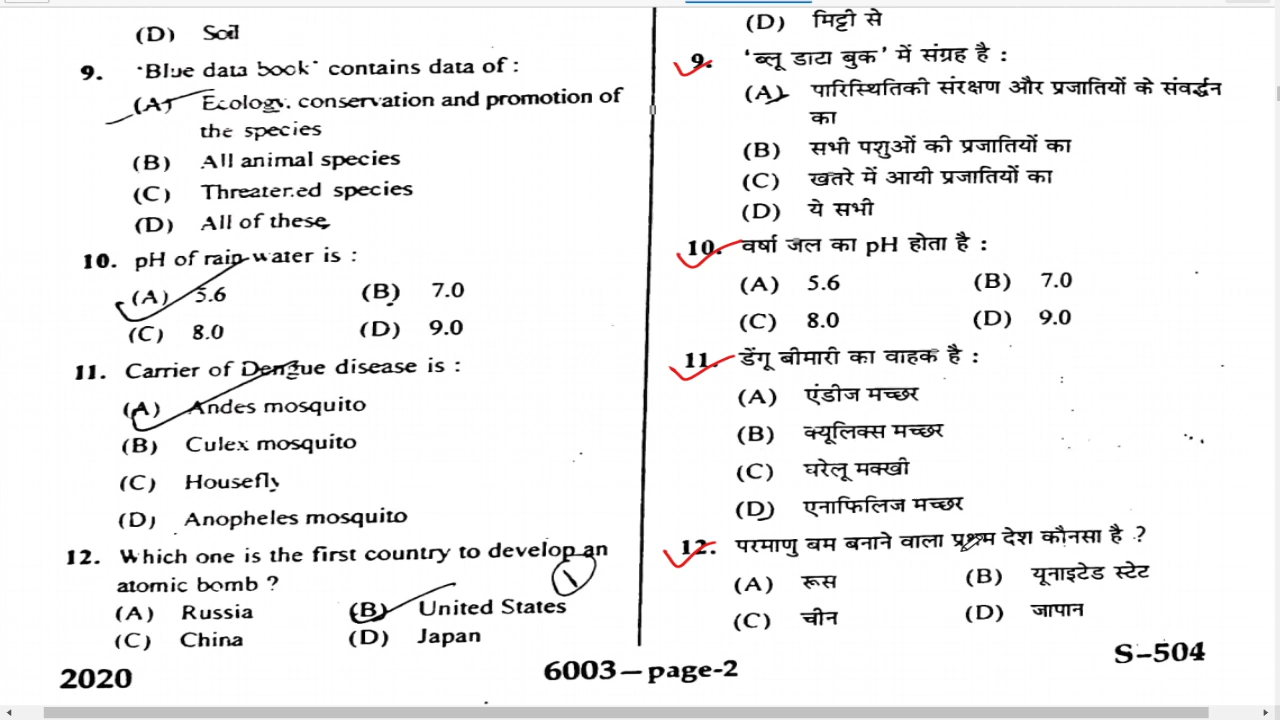 (D) Soil
9. 'Blue data book' contains data of :
(A) Ecology, conservation and promotion of
the species
(B) All animal species
(C) Threatened species
(D) All of these
10. pH of rain water is :
(A) 5.6 (B) 7.0
(C) 8.0 (D) 9.0
11. Carrier of Dengue disease is :
(A) Andes mosquito
(B) Culex mosquito
(C) Housefly
(D) Anopheles mosquito
12. Which one is the first country to develop an
atomic bomb ?
1
(A) Russia (B) United States
(C) China (D) Japan
(D) मिट्टी से
9. 'ब्लू डाटा बुक' में संग्रह है :
(A) पारिस्थितिकी संरक्षण और प्रजातियों के संवर्द्धन
का
(B) सभी पशुओं की प्रजातियों का
(C) खतरे में आयी प्रजातियों का
(D) ये सभी
10. वर्षा जल का pH होता है :
(A) 5.6 (B) 7.0
(C) 8.0 (D) 9.0
11. डेंगू बीमारी का वाहक है :
(A) एंडीज मच्छर
(B) क्यूलिक्स मच्छर
(C) घरेलू मक्खी
(D) एनाफिलिज मच्छर
12. परमाणु बम बनाने वाला प्रथम देश कौनसा है ?
(A) रूस (B) यूनाइटेड स्टेट
(C) चीन (D) जापान
2020 6003—page-2 S-504